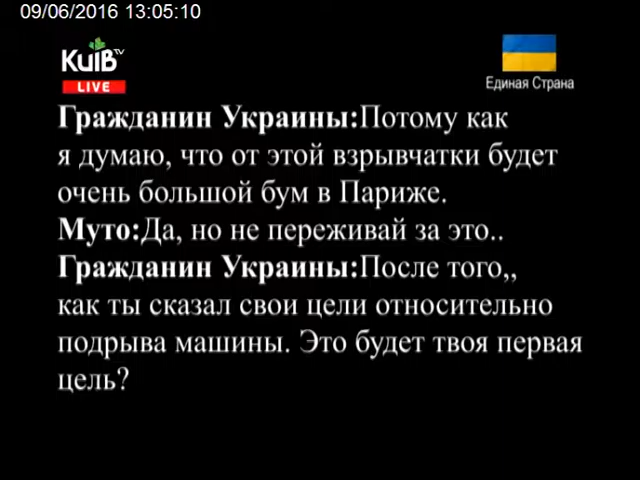 09/06/2016 13:05:10
КиїВ TV
LIVE
Единая Страна
Гражданин Украины:Потому как
я думаю, что от этой взрывчатки будет
очень большой бум в Париже.
Муто:Да, но не переживай за это..
Гражданин Украины:После того,,
как ты сказал свои цели относительно
подрыва машины. Это будет твоя первая
цель?